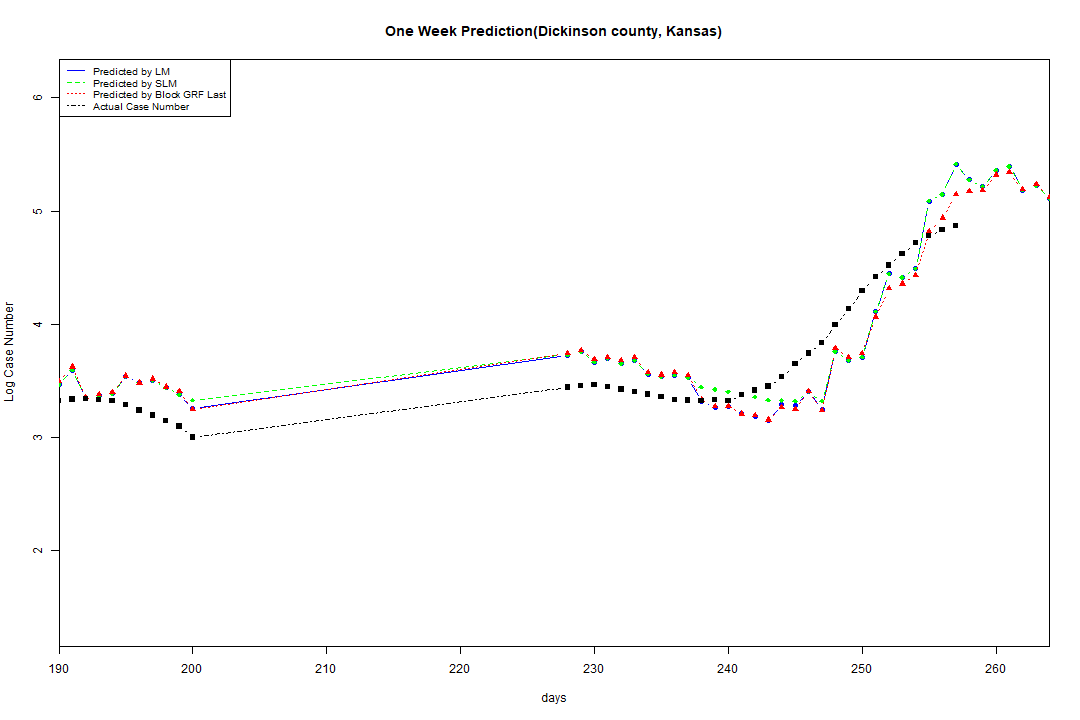 One Week Prediction(Dickinson county, Kansas)
Predicted by LM
Predicted by SLM
Predicted by Block GRF Last
Actual Case Number
Log Case Number
6
5
4
3
2
190 200 210 220 230 240 250 260
days